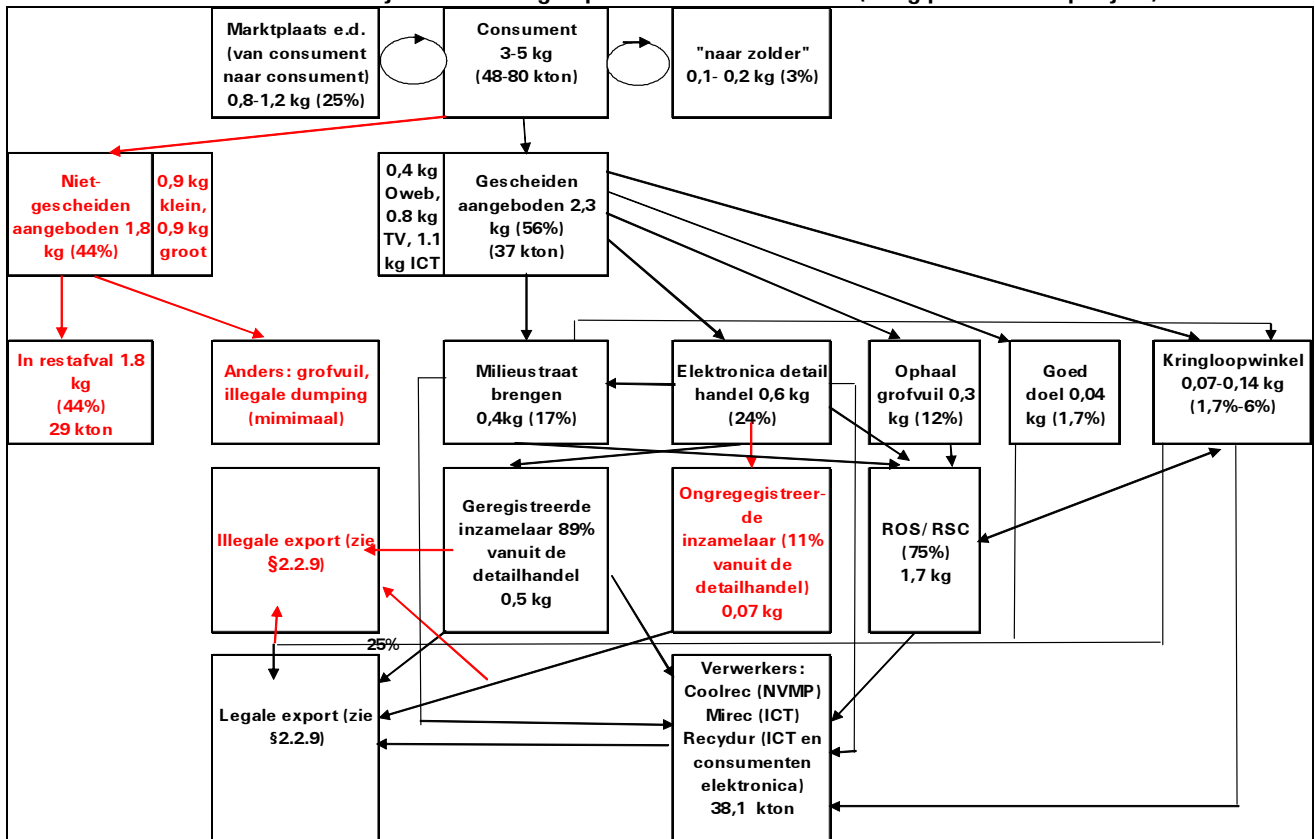 Marktplaats e.d.
(van consument
naar consument)
0,8-1,2 kg (25%)
Consument
3-5 kg
(48-80 kton)
"naar zolder"
0,1- 0,2 kg (3%)
Niet-
gescheiden
aangeboden 1,8
kg (44%)
0,9 kg
klein,
0,9 kg
groot
0,4 kg
Oweb,
0.8 kg
TV, 1.1
kg ICT
Gescheiden
aangeboden 2,3
kg (56%)
(37 kton)
In restafval 1.8
kg
(44%)
29 kton
Anders: grofvuil,
illegale dumping
(mimimaal)
Milieustraat
brengen
0,4kg (17%)
Elektronica detail
handel 0,6 kg
(24%)
Ophaal
grofvuil 0,3
kg (12%)
Goed
doel 0,04
kg (1,7%)
Kringloopwinkel
0,07-0,14 kg
(1,7%-6%)
Illegale export (zie
§2.2.9)
Geregistreerde
inzamelaar 89%
vanuit de
detailhandel
0,5 kg
Ongregegistreer-
de
inzamelaar (11%
vanuit de
detailhandel)
0,07 kg
ROS/ RSC
(75%)
1,7 kg
25%
Legale export (zie
§2.2.9)
Verwerkers:
Coolrec (NVMP)
Mirec (ICT)
Recydur (ICT en
consumenten
elektronica)
38,1 kton